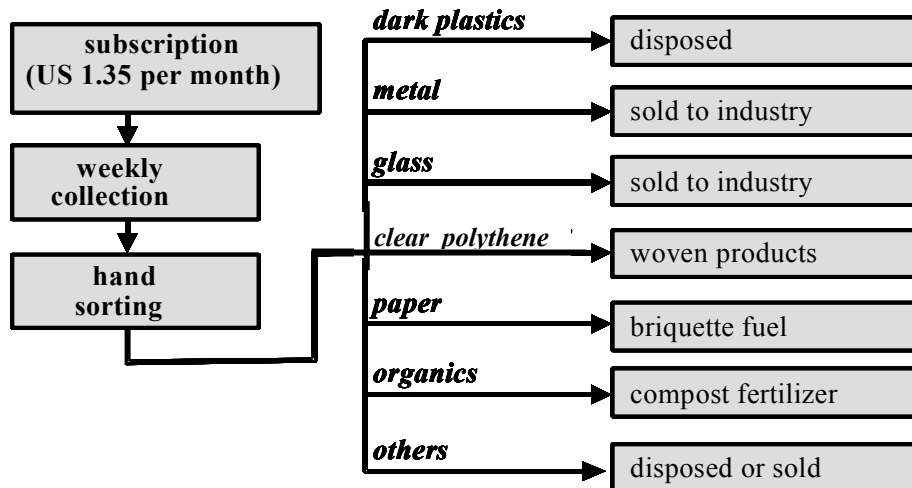 subscription
(US 1.35 per month)
weekly
collection
hand
sorting
dark plastics
disposed
metal
sold to industry
glass
sold to industry
clear polythene
woven products
paper
briquette fuel
organics
compost fertilizer
others
disposed or sold